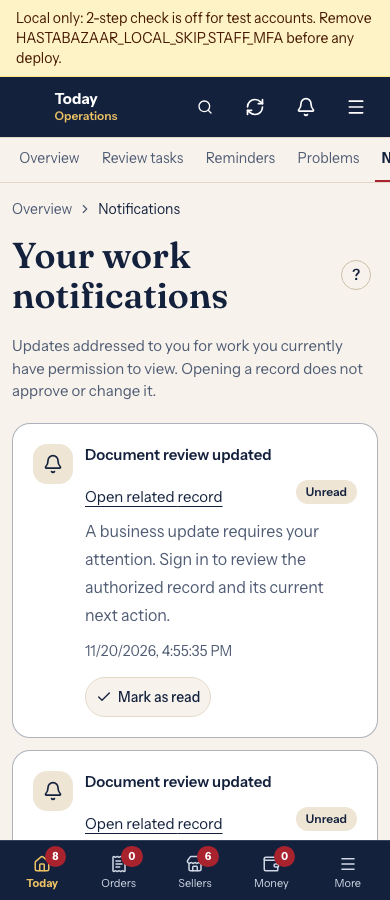 Local only: 2-step check is off for test accounts. Remove
HASTABAZAAR_LOCAL_SKIP_STAFF_MFA before any
deploy.
Today
Operations
Overview Review tasks Reminders Problems N
Overview > Notifications
Your work
notifications
?
Updates addressed to you for work you currently
have permission to view. Opening a record does not
approve or change it.
Document review updated
Open related record Unread
A business update requires your
attention. Sign in to review the
authorized record and its current
next action.
11/20/2026, 4:55:35 PM
Mark as read
Document review updated
Open related record Unread
8 0 6 0
Today Orders Sellers Money More